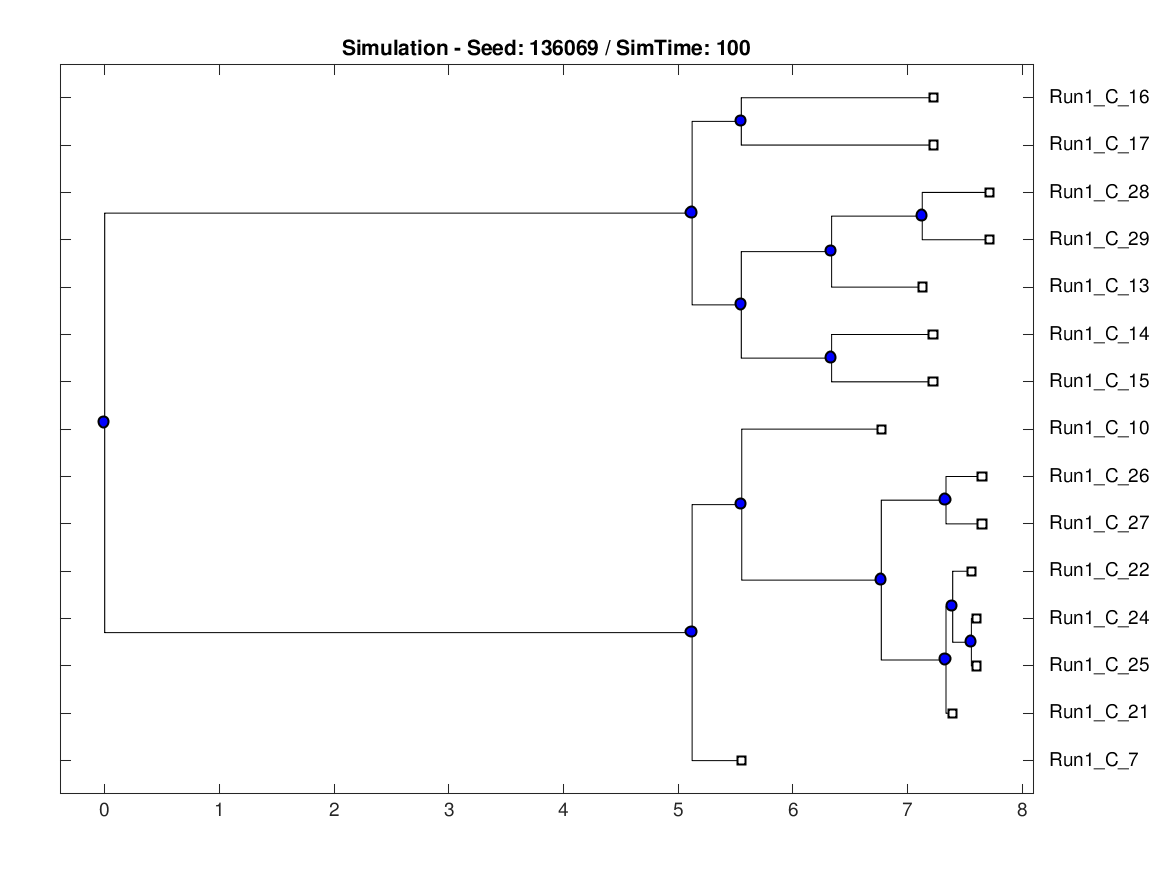 Simulation - Seed: 136069 / SimTime: 100
Run1_C_16
Run1_C_17
Run1_C_28
Run1_C_29
Run1_C_13
Run1_C_14
Run1_C_15
Run1_C_10
Run1_C_26
Run1_C_27
Run1_C_22
Run1_C_24
Run1_C_25
Run1_C_21
Run1_C_7
0 1 2 3 4 5 6 7 8